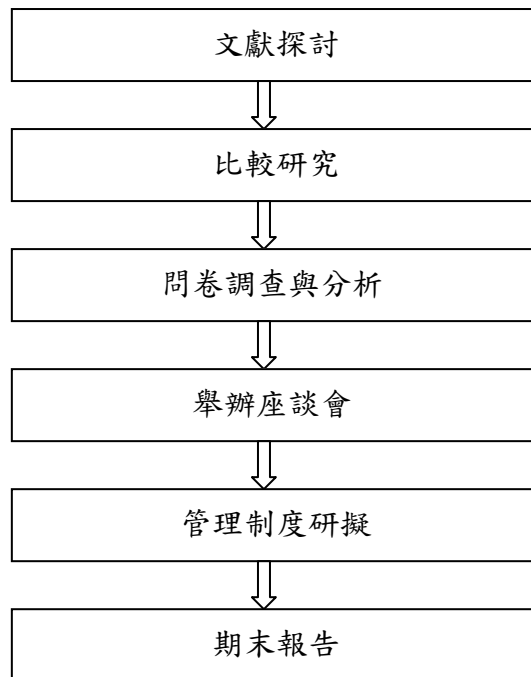 文獻探討
比較研究
問卷調查與分析
舉辦座談會
管理制度研擬
期末報告